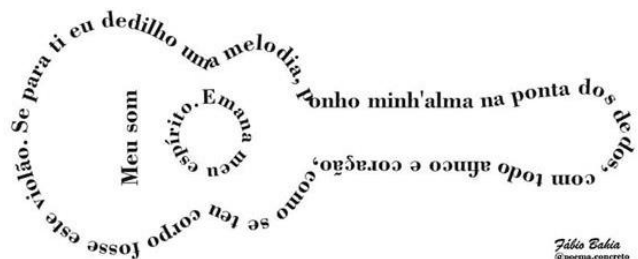 Se para ti eu dedilho uma melodia, ponho minh'alma na ponta dos dedos, com todo afinco e coração, como se teu corpo fosse este violão.
Meu som
Emana meu espírito.
Fábio Bahia
@poema.concreto